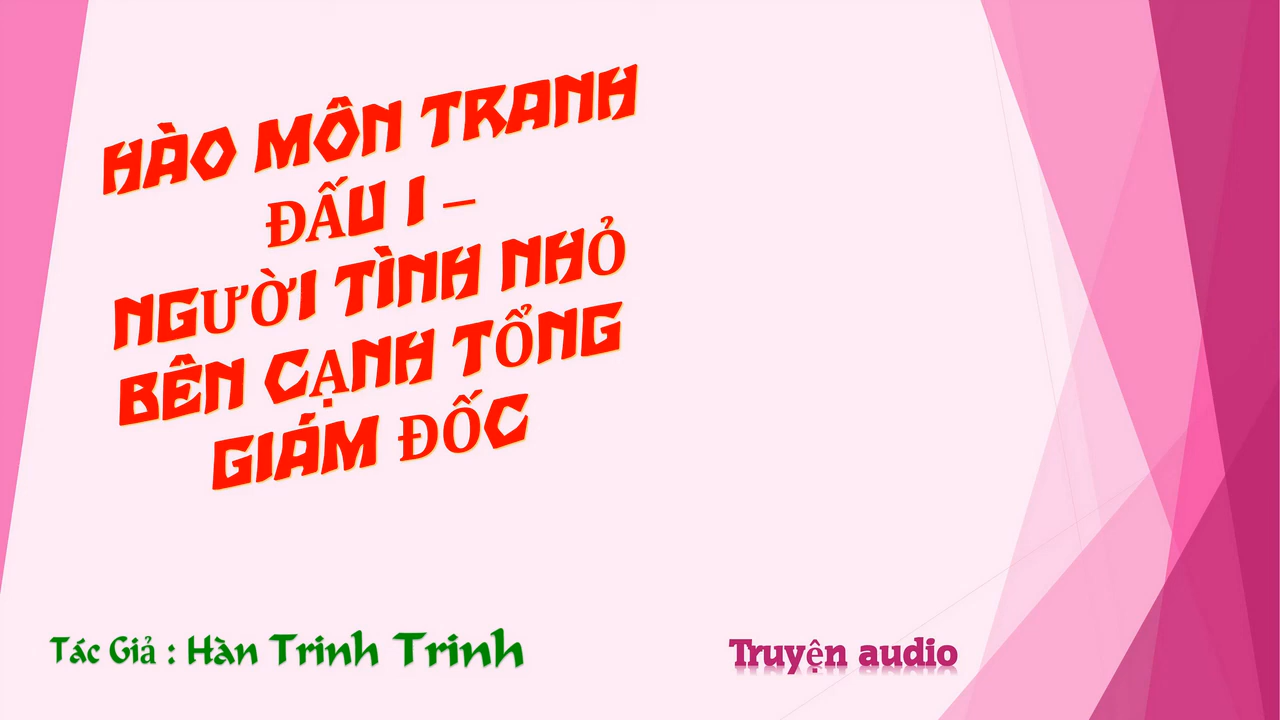 HÀO MÔN TRANH
ĐẤU I –
NGƯỜI TÌNH NHỎ
BÊN CẠNH TỔNG
GIÁM ĐỐC
Tác Giả : Hàn Trinh Trinh
Truyện audio